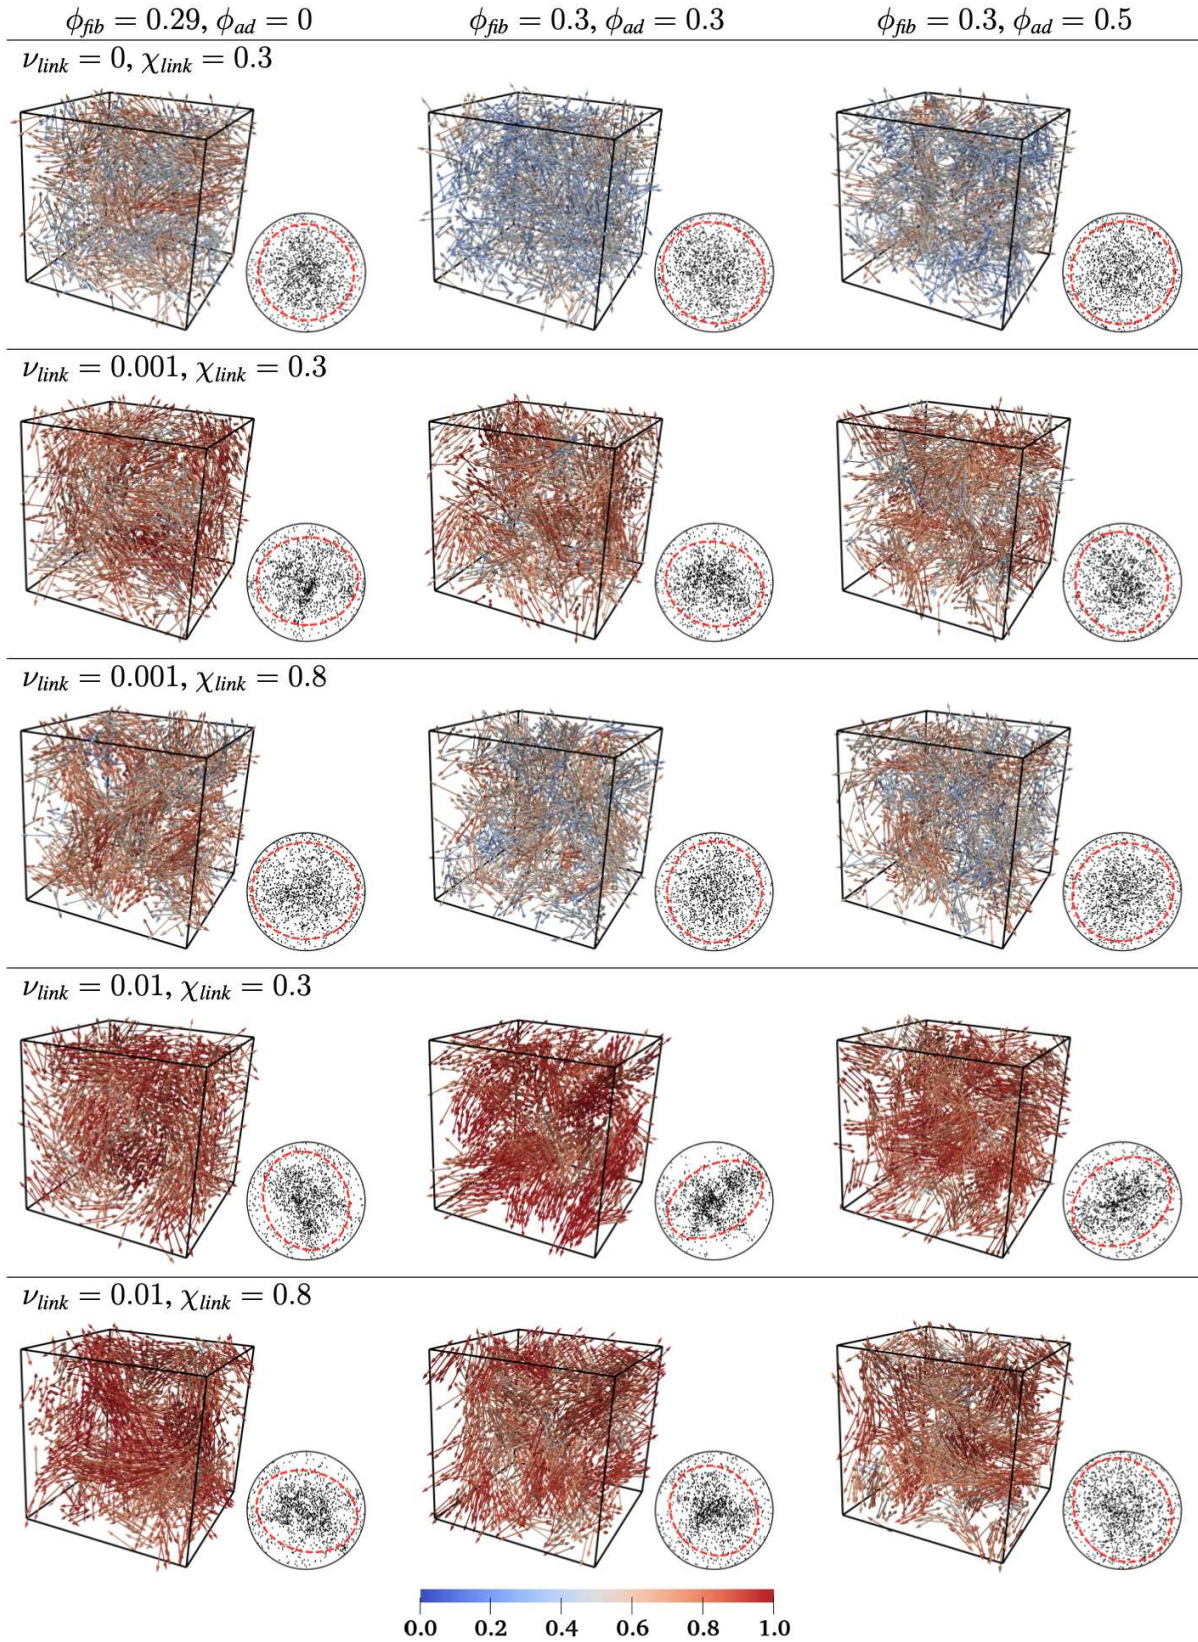 ϕfib = 0.29, ϕad = 0 ϕfib = 0.3, ϕad = 0.3 ϕfib = 0.3, ϕad = 0.5
νlink = 0, χlink = 0.3
νlink = 0.001, χlink = 0.3
νlink = 0.001, χlink = 0.8
νlink = 0.01, χlink = 0.3
νlink = 0.01, χlink = 0.8
0.0 0.2 0.4 0.6 0.8 1.0